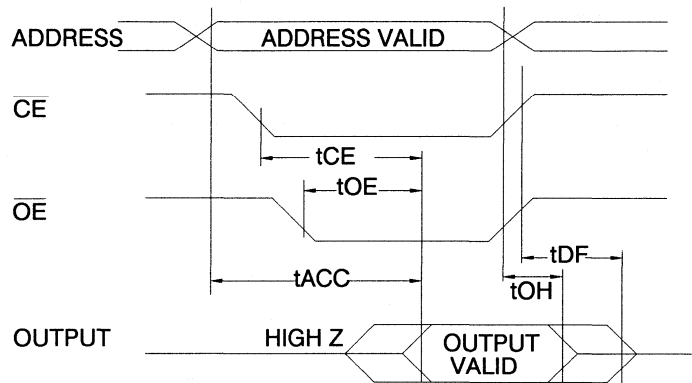 ADDRESS
ADDRESS VALID
CE
tCE
tOE
OE
tDF
tACC
tOH
OUTPUT
HIGH Z
OUTPUT
VALID